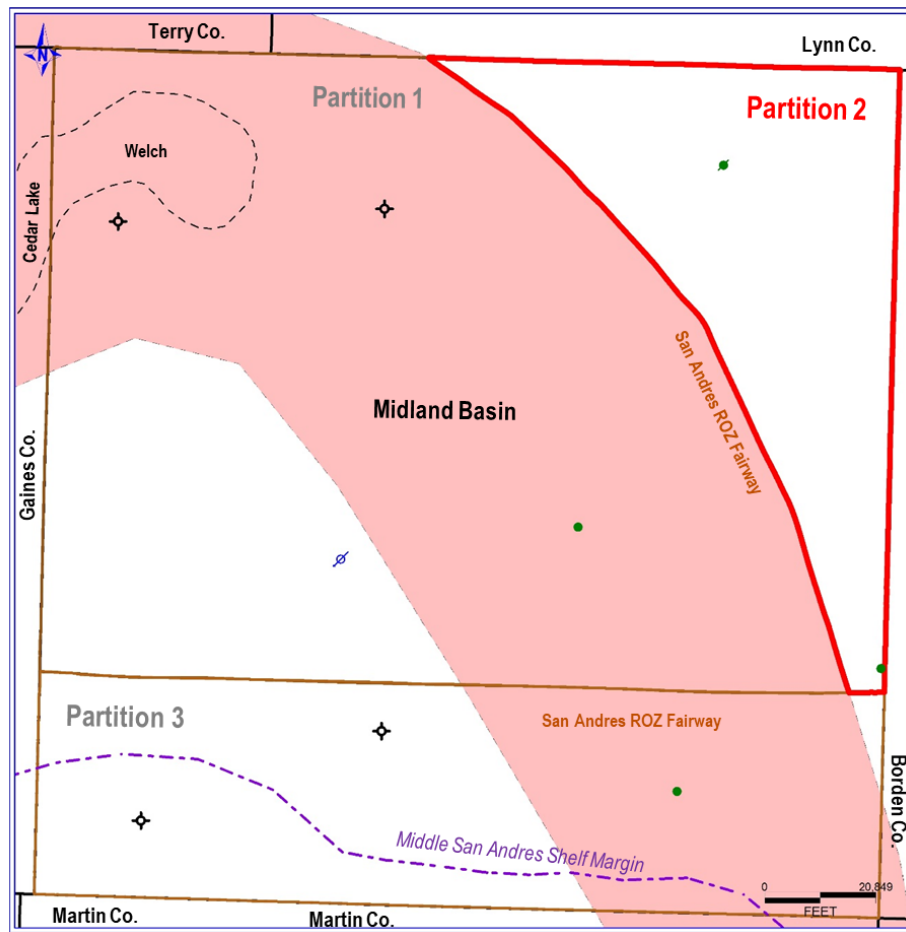 Terry Co.
Lynn Co.
N
Partition 1
Partition 2
Welch
Cedar Lake
San Andres ROZ Fairway
Midland Basin
Gaines Co.
Partition 3
San Andres ROZ Fairway
Borden Co.
Middle San Andres Shelf Margin
0 20,849
FEET
Martin Co.
Martin Co.